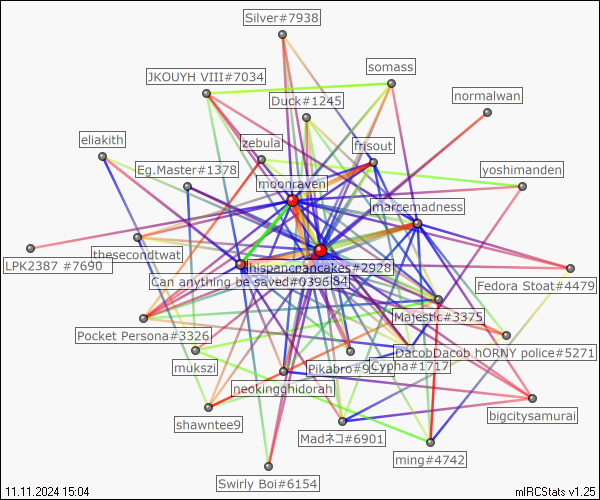 Silver#7938
somass
JKOUYH VIII#7034
Duck#1245
normalwan
eliakith
zebula
frisout
Eg.Master#1378
yoshimanden
moonraven
marcemadness
thesecondtwat
LPK2387 #7690
hispancpancakes#2928
Can anything be saved#0396
84
Fedora Stoat#4479
Majestic#3375
Pocket Persona#3326
DacobDacob hORNY police#5271
mukszi
Cypha#1717
neokingghidorah
bigcitysamurai
shawntee9
Madネコ#6901
ming#4742
Swirly Boi#6154
11.11.2024 15:04
mIRCStats v1.25